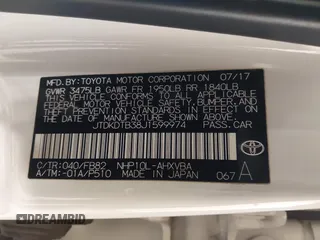 MFD.BY:TOYOTA MOTOR CORPORATION 07/17
GVWR 3475LB GAWR FR 1950LB RR 1840LB
THIS VEHICLE CONFORMS TO ALL APPLICABLE
FEDERAL MOTOR VEHICLE SAFETY, BUMPER, AND
THEFT PREVENTION STANDARDS IN EFFECT ON
THE DATE OF MANUFACTURE SHOWN ABOVE.
JTDKDTB38J1599974 PASS.CAR
C/TR:040/FB82 NHP10L-AHXVBA
A/TM:-01A/P510 MADE IN JAPAN 067 A
TOYOTA
DREAMBID